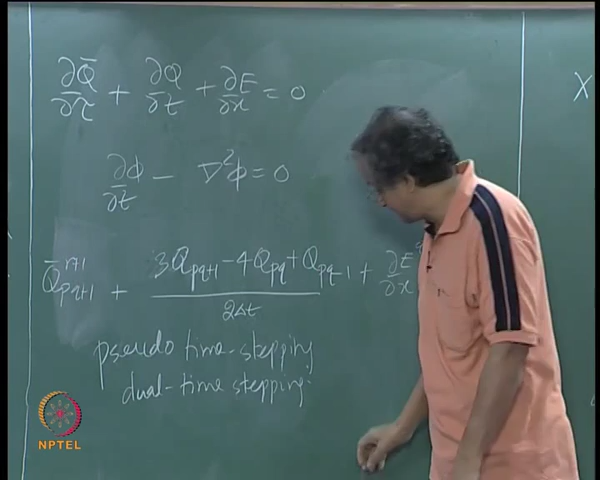 ∂Q̄/∂τ + ∂Q/∂t + ∂E/∂x = 0
X
∂ϕ/∂t - ∇²ϕ = 0
Q̄_{pq+1}^{r+1} + (3Q_{pq+1} - 4Q_{pq} + Q_{pq-1})/(2Δt) + ∂E/∂x
pseudo time-stepping
dual-time stepping.
NPTEL